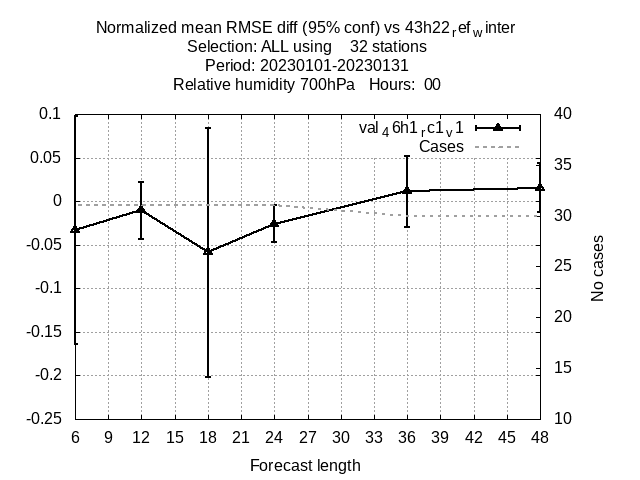 Normalized mean RMSE diff (95% conf) vs 43h22refwinter
Selection: ALL using    32 stations
Period: 20230101-20230131
Relative humidity 700hPa   Hours:  00
val46h1rc1v1
Cases
0.1
0.05
0
-0.05
-0.1
-0.15
-0.2
-0.25
40
35
30
25
20
15
10
No cases
6 9 12 15 18 21 24 27 30 33 36 39 42 45 48
Forecast length